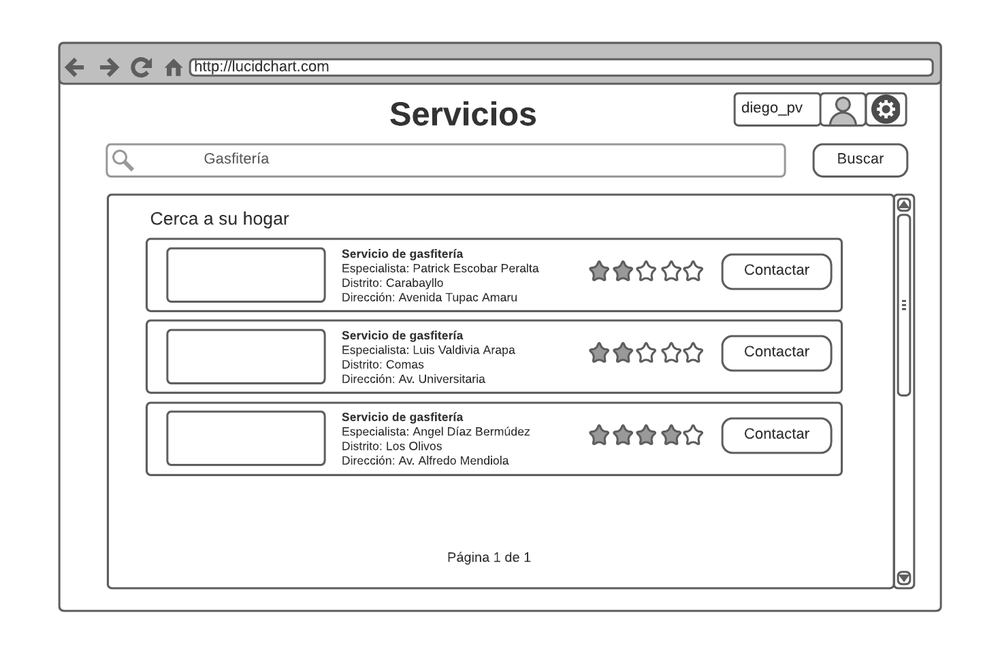 http://lucidchart.com
Servicios
diego_pv
Gasfitería
Buscar
Cerca a su hogar
Servicio de gasfitería
Especialista: Patrick Escobar Peralta
Distrito: Carabayllo
Dirección: Avenida Tupac Amaru
Contactar
Servicio de gasfitería
Especialista: Luis Valdivia Arapa
Distrito: Comas
Dirección: Av. Universitaria
Contactar
Servicio de gasfitería
Especialista: Angel Díaz Bermúdez
Distrito: Los Olivos
Dirección: Av. Alfredo Mendiola
Contactar
Página 1 de 1